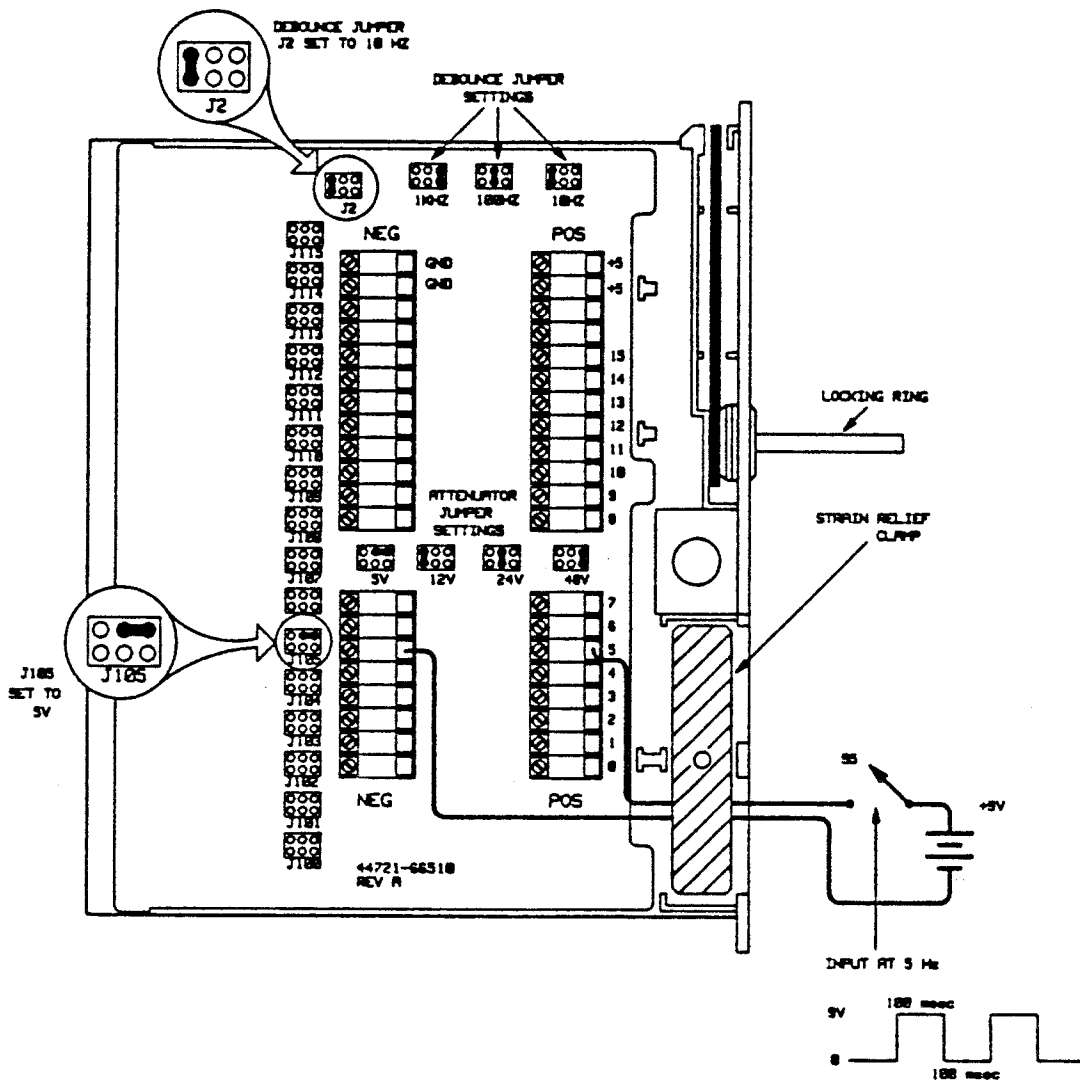 DEBOUNCE JUMPER
J2 SET TO 10 HZ
J2
DEBOUNCE JUMPER
SETTINGS
J2
1KHZ
100HZ
10HZ
NEG
POS
J115
J114
J113
J112
J111
J110
J109
J108
J107
J105
J104
J103
J102
J101
J100
GND
GND
+5
+5
15
14
13
12
11
10
9
8
LOCKING RING
ATTENUATOR
JUMPER
SETTINGS
5V
12V
24V
48V
STRAIN RELIEF
CLAMP
7
6
5
4
3
2
1
0
J105
J105
SET TO
5V
NEG
POS
44721-66510
REV A
S5
+5V
INPUT AT 5 Hz
5V
100 msec
0
100 msec